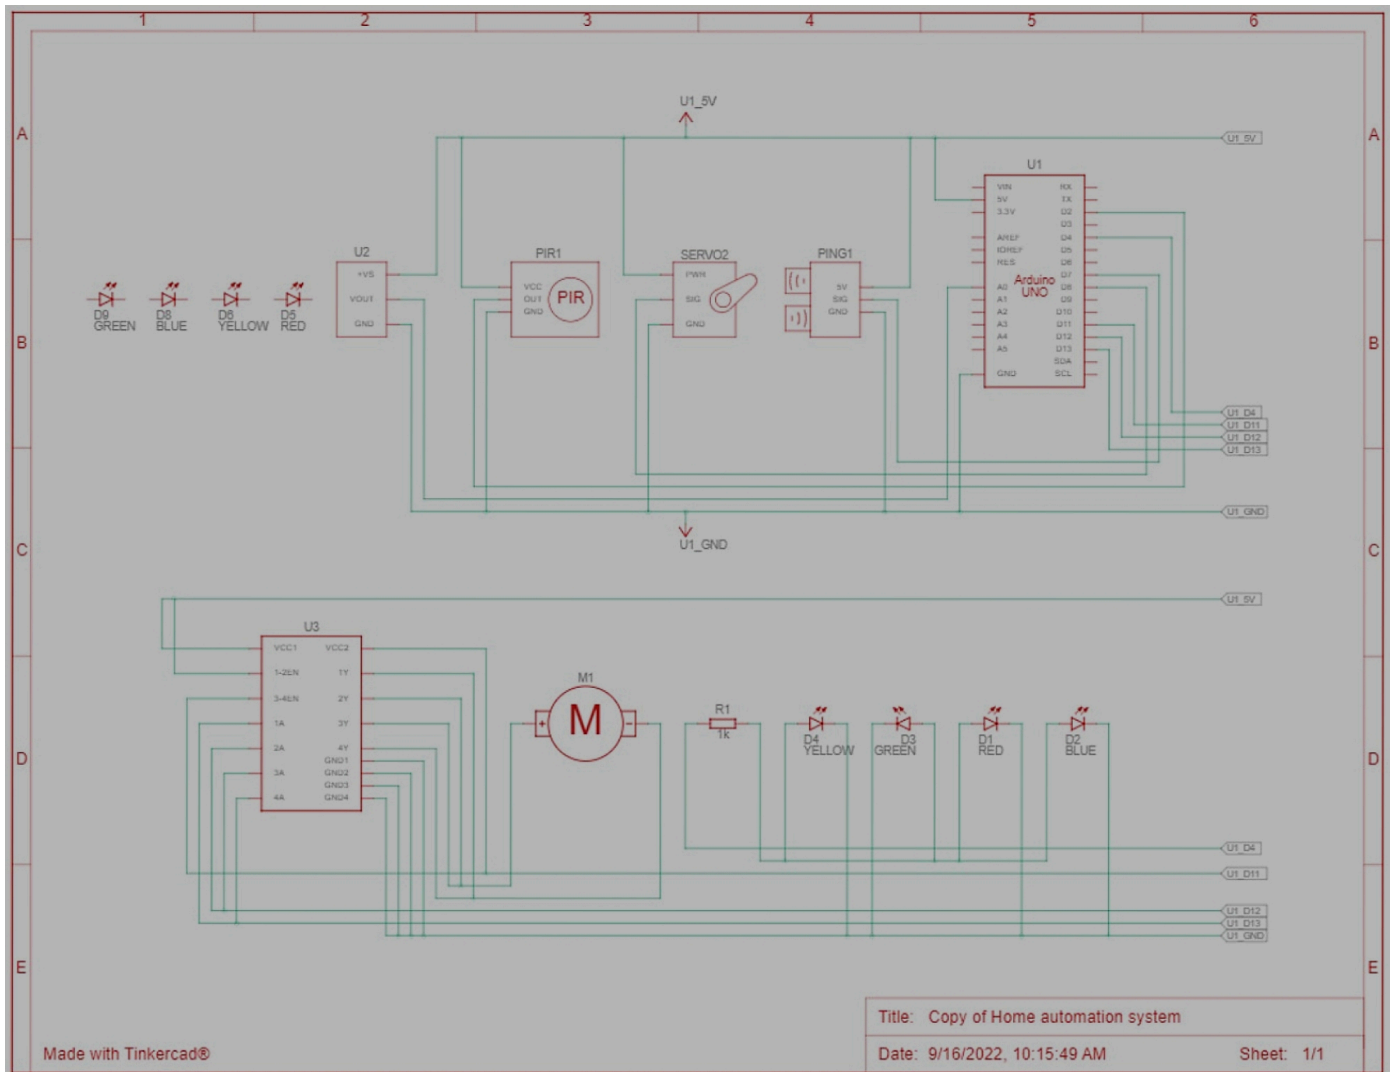 1 2 3 4 5 6
A
U1_5V
A
U1_5V
U1
VIN RX
5V TX
3.3V D2
D3
AREF D4
IOREF D5
RES D6
Arduino
UNO
D7
A0 D8
A1 D9
A2 D10
A3 D11
A4 D12
A5 D13
SDA
GND SCL
U2
+VS
VOUT
GND
PIR1
VCC
OUT
GND
PIR
SERVO2
PWR
SIG
GND
PING1
5V
SIG
GND
D9
GREEN
D8
BLUE
D6
YELLOW
D5
RED
B
B
U1_D4
U1_D11
U1_D12
U1_D13
U1_GND
U1_GND
C
C
U1_5V
U3
VCC1 VCC2
1-2EN 1Y
3-4EN 2Y
1A 3Y
2A 4Y
GND1
3A GND2
GND3
4A GND4
M1
+ M -
R1
1k
D4
YELLOW
D3
GREEN
D1
RED
D2
BLUE
D
D
U1_D4
U1_D11
U1_D12
U1_D13
U1_GND
E
E
Title: Copy of Home automation system
Made with Tinkercad®
Date: 9/16/2022, 10:15:49 AM Sheet: 1/1